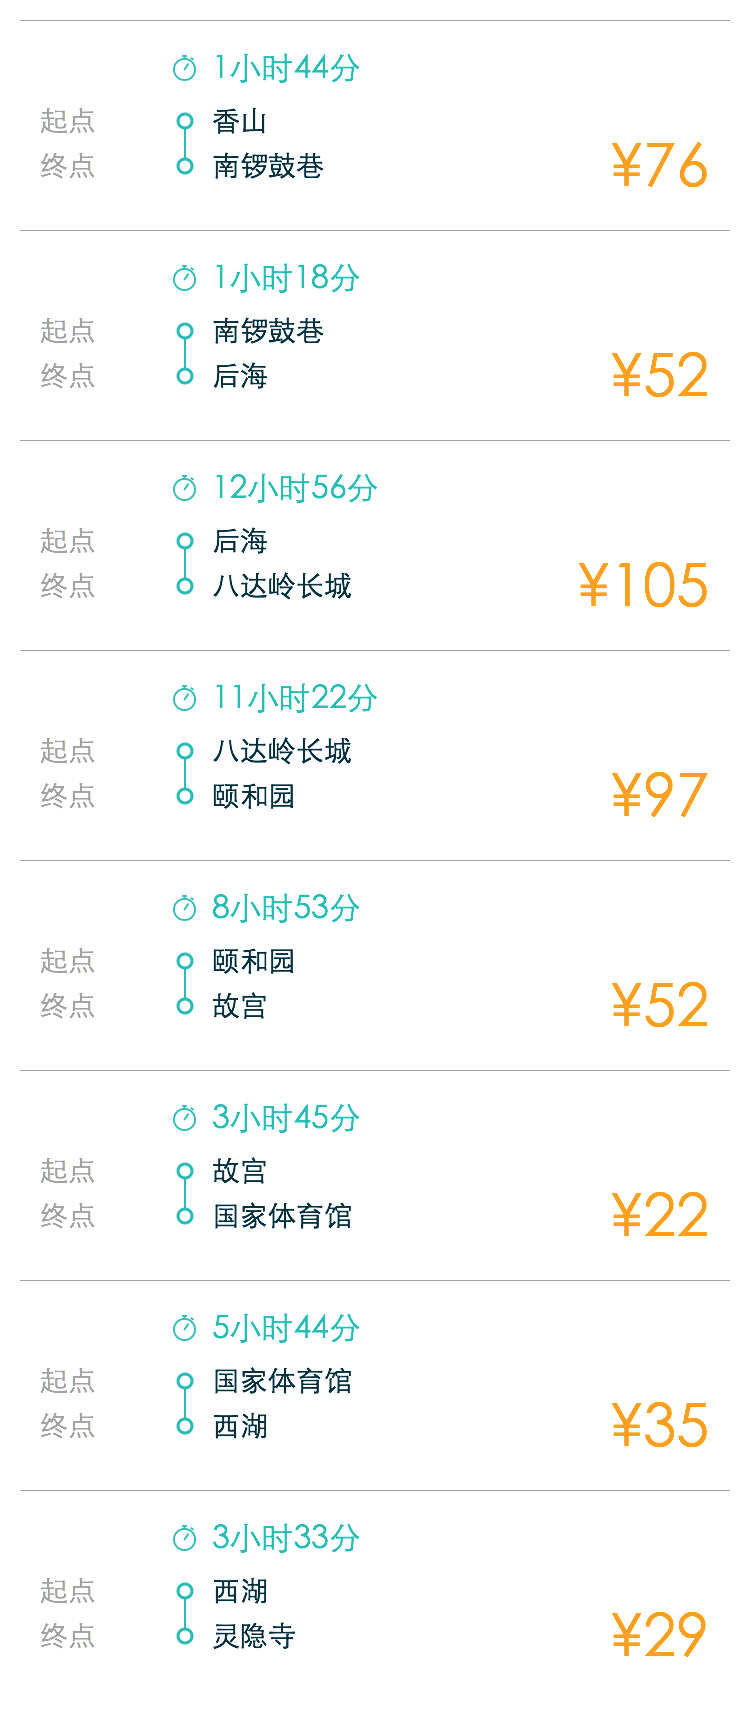 1小时44分
起点 香山
终点 南锣鼓巷
¥76
1小时18分
起点 南锣鼓巷
终点 后海
¥52
12小时56分
起点 后海
终点 八达岭长城
¥105
11小时22分
起点 八达岭长城
终点 颐和园
¥97
8小时53分
起点 颐和园
终点 故宫
¥52
3小时45分
起点 故宫
终点 国家体育馆
¥22
5小时44分
起点 国家体育馆
终点 西湖
¥35
3小时33分
起点 西湖
终点 灵隐寺
¥29